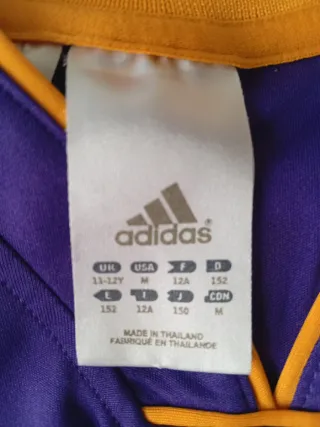 adidas®
UK USA F D
11-12Y M 12A 152
E I J CDN
152 12A 150 M
MADE IN THAILAND
FABRIQUÉ EN THAÏLANDE